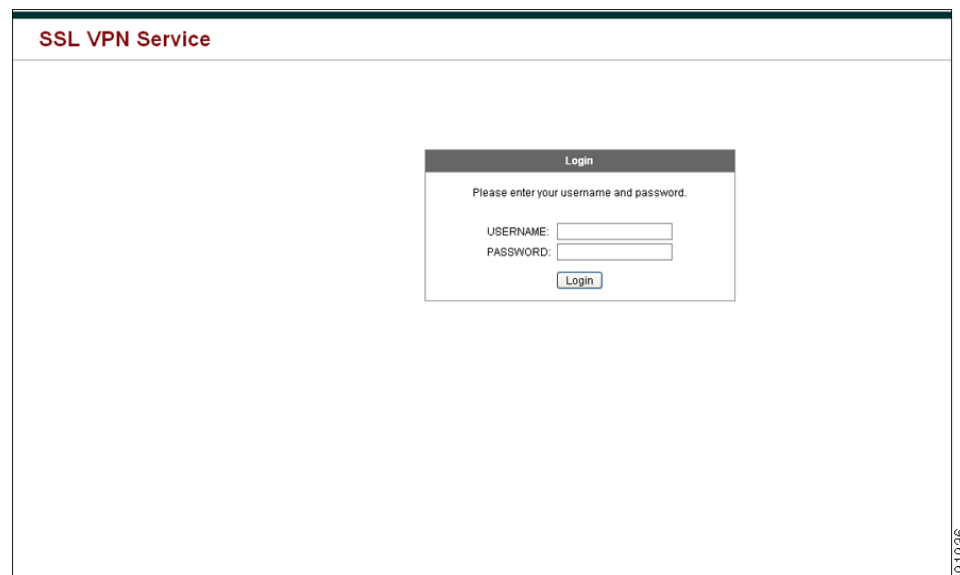 SSL VPN Service
Login
Please enter your username and password.
USERNAME:
PASSWORD:
Login